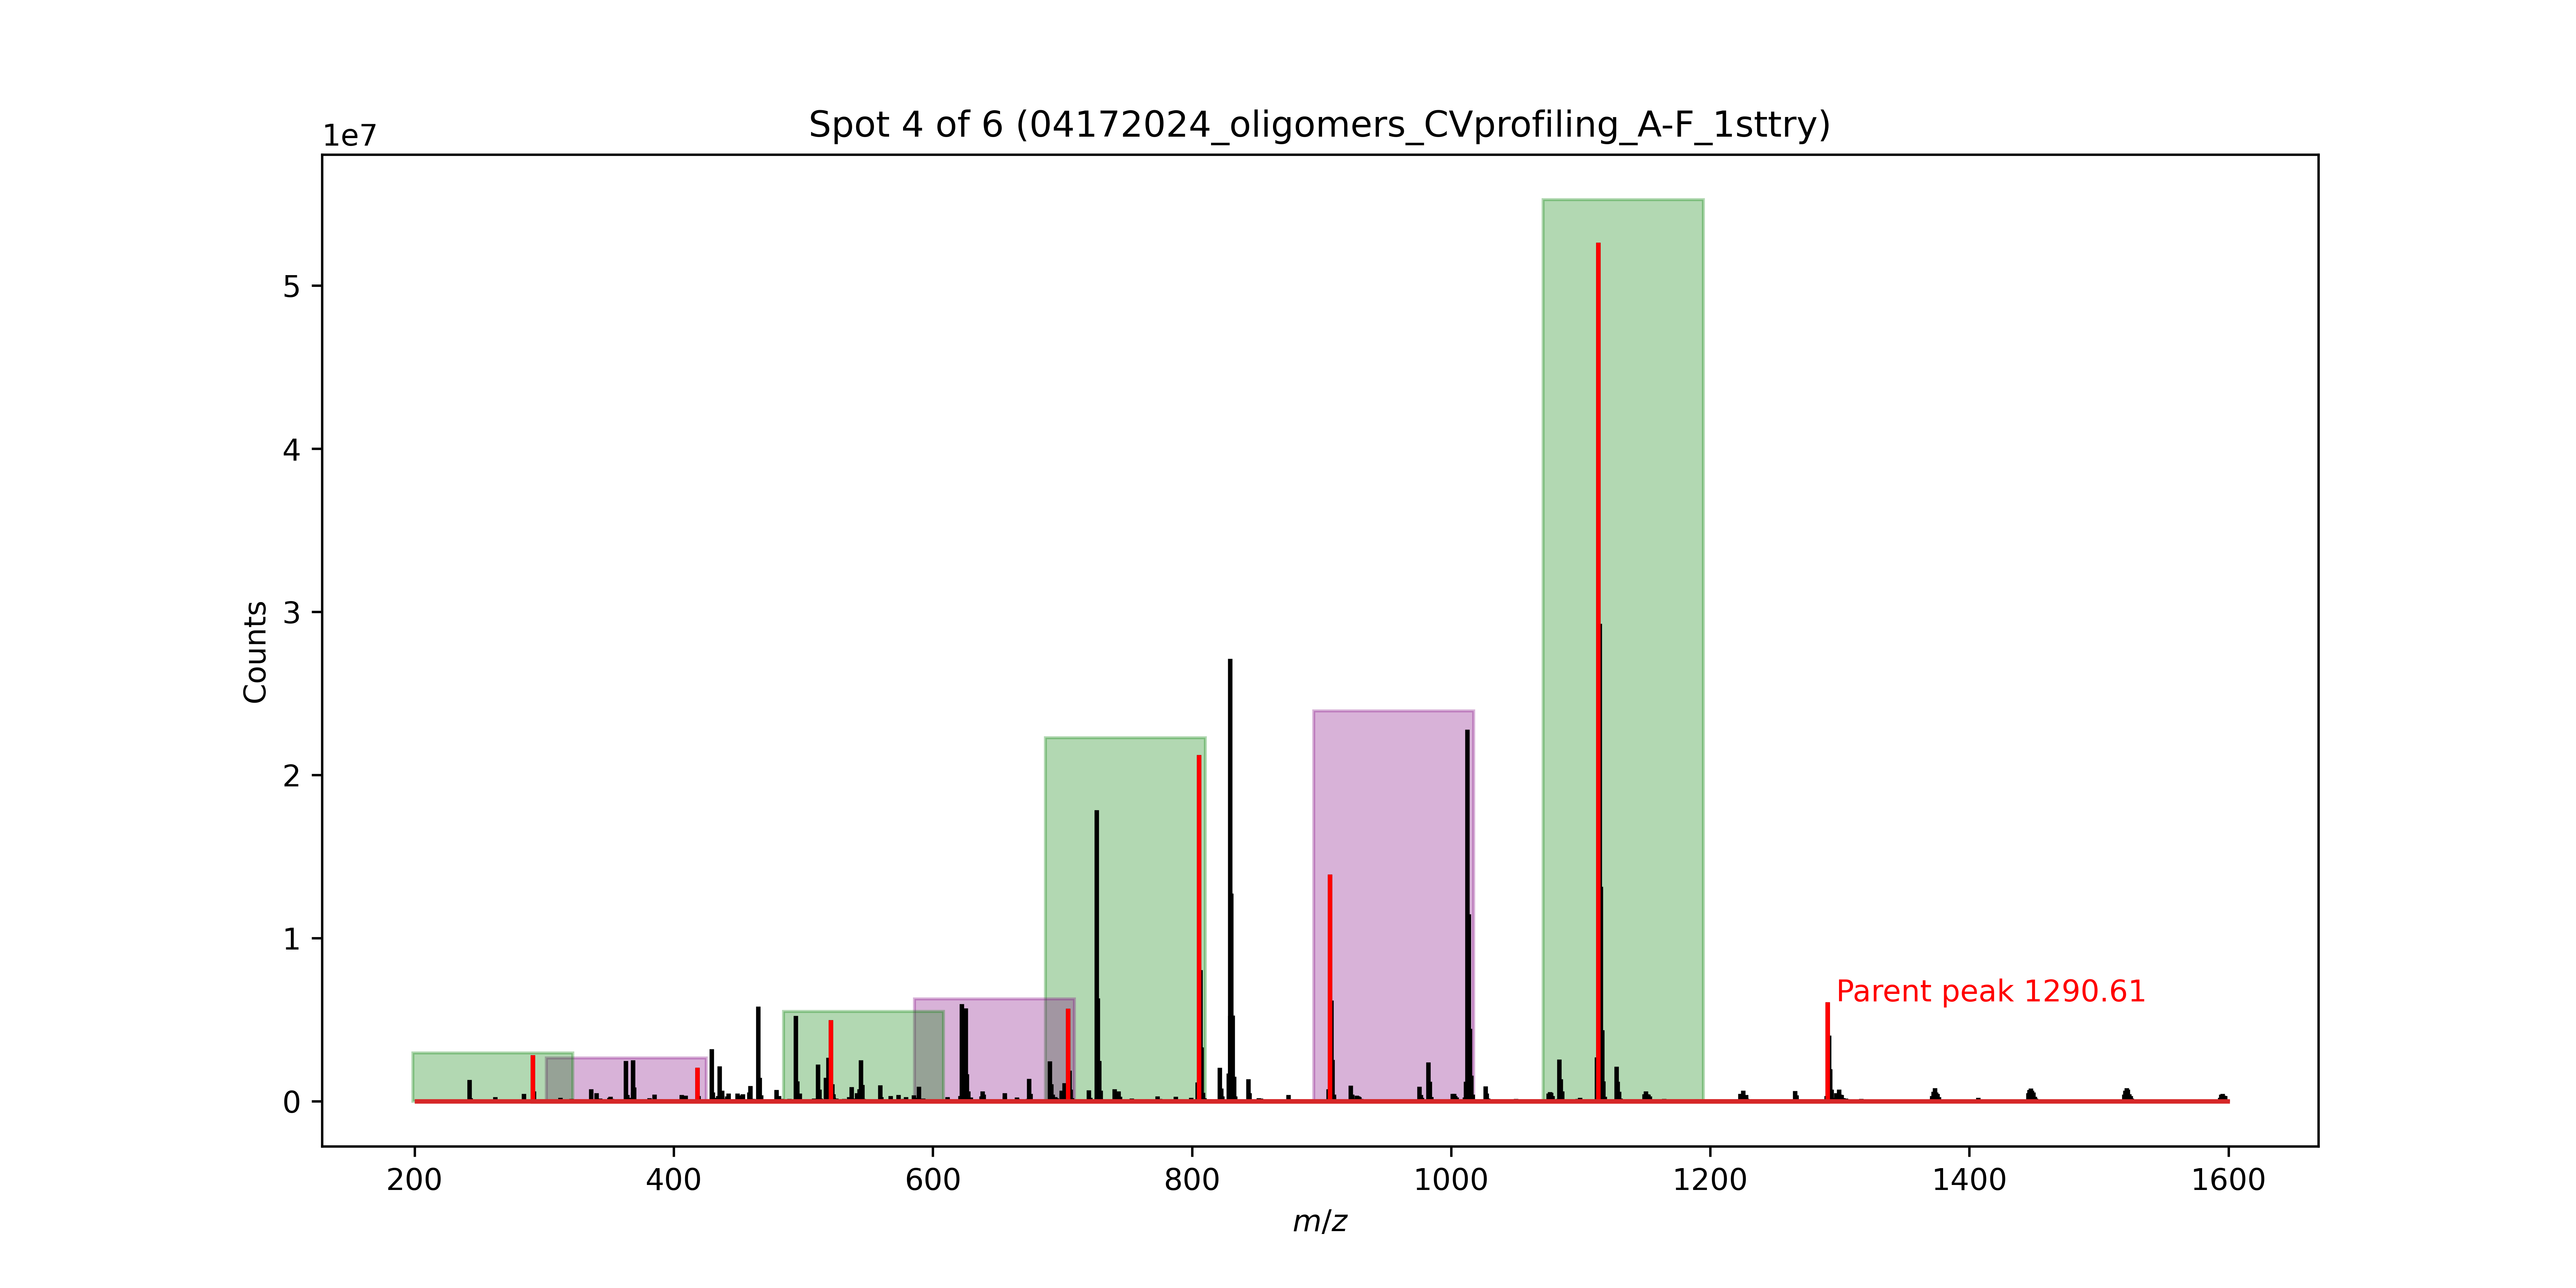 Spot 4 of 6 (04172024_oligomers_CVprofiling_A-F_1sttry)
1e7
5
4
3
2
1
0
Counts
Parent peak 1290.61
200 400 600 800 1000 1200 1400 1600
m/z